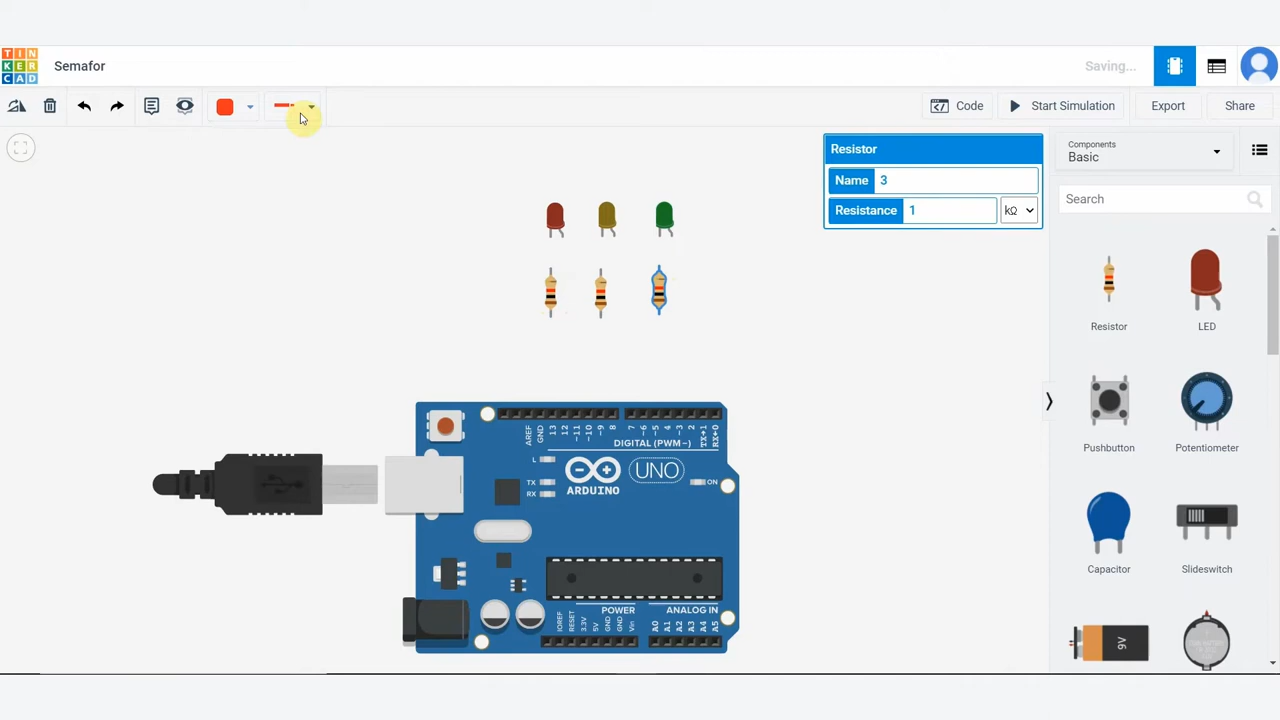 TIN
KER
CAD
Semafor
Saving...
Code
Start Simulation
Export
Share
Resistor
Name 3
Resistance 1 kΩ
Components
Basic
Search
Resistor
LED
Pushbutton
Potentiometer
Capacitor
Slideswitch
9V
AREF
GND
13
12
~11
~10
~9
8
7
~6
~5
4
~3
2
TX→1
RX←0
DIGITAL (PWM~)
L
TX
RX
UNO
ARDUINO
ON
POWER
ANALOG IN
IOREF
RESET
3.3V
5V
GND
GND
Vin
A0
A1
A2
A3
A4
A5